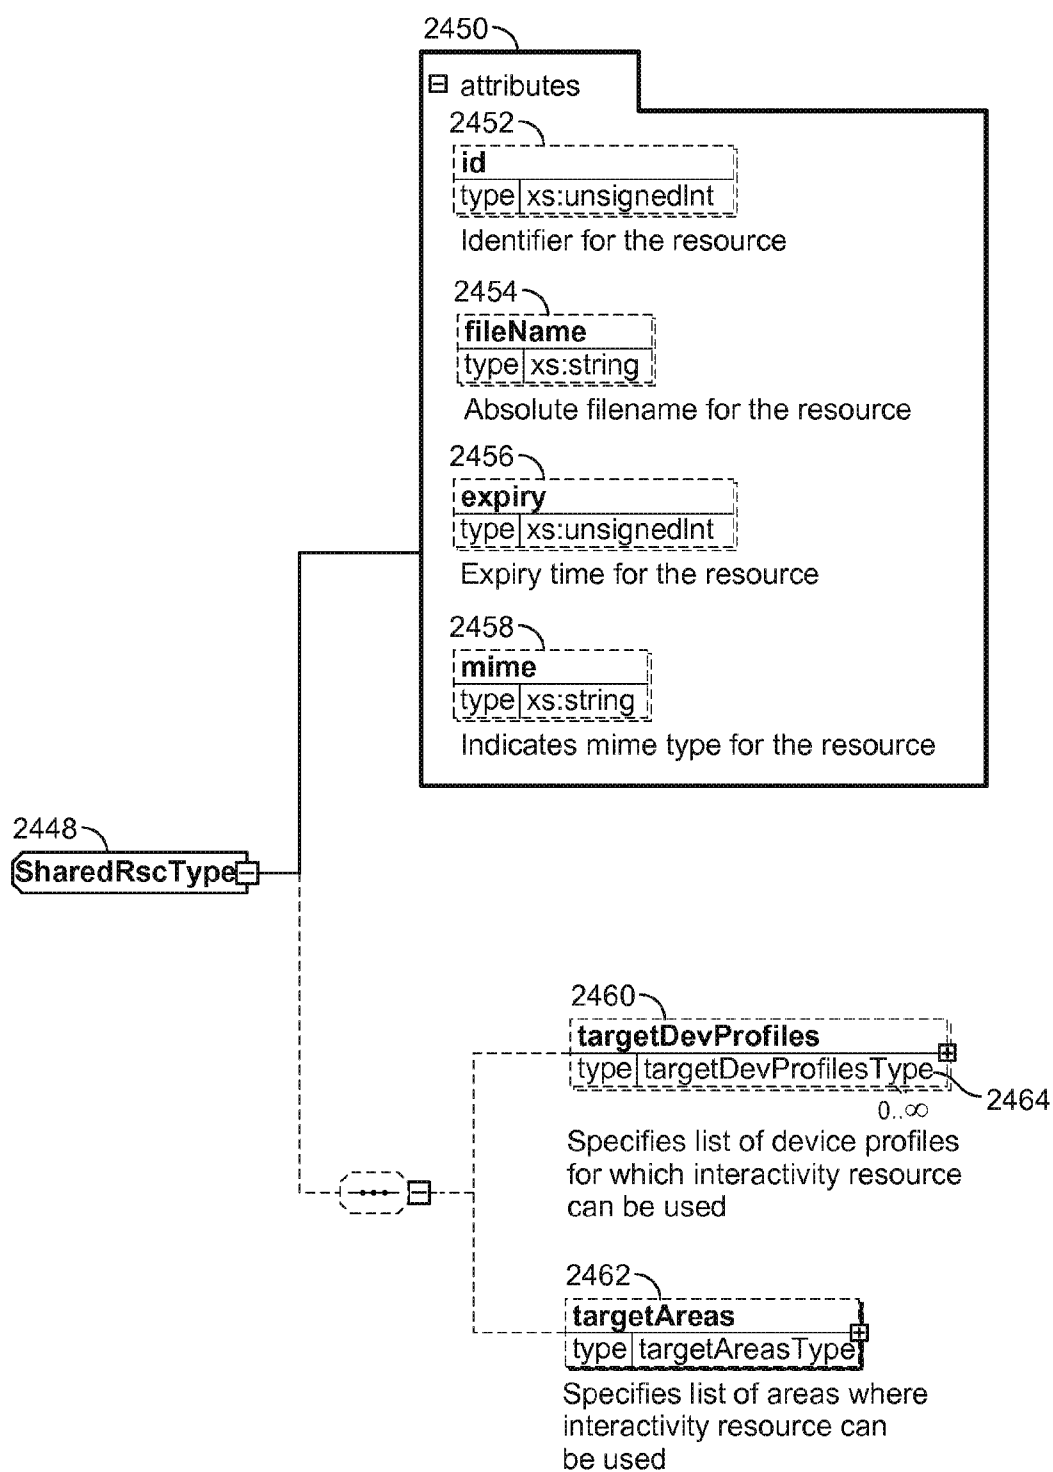 2450
attributes
2452
id
type xs:unsignedInt
Identifier for the resource
2454
fileName
type xs:string
Absolute filename for the resource
2456
expiry
type xs:unsignedInt
Expiry time for the resource
2458
mime
type xs:string
Indicates mime type for the resource
2448
SharedRscType
2460
targetDevProfiles
type targetDevProfilesType
2464
0..∞
Specifies list of device profiles
for which interactivity resource
can be used
2462
targetAreas
type targetAreasType
Specifies list of areas where
interactivity resource can
be used